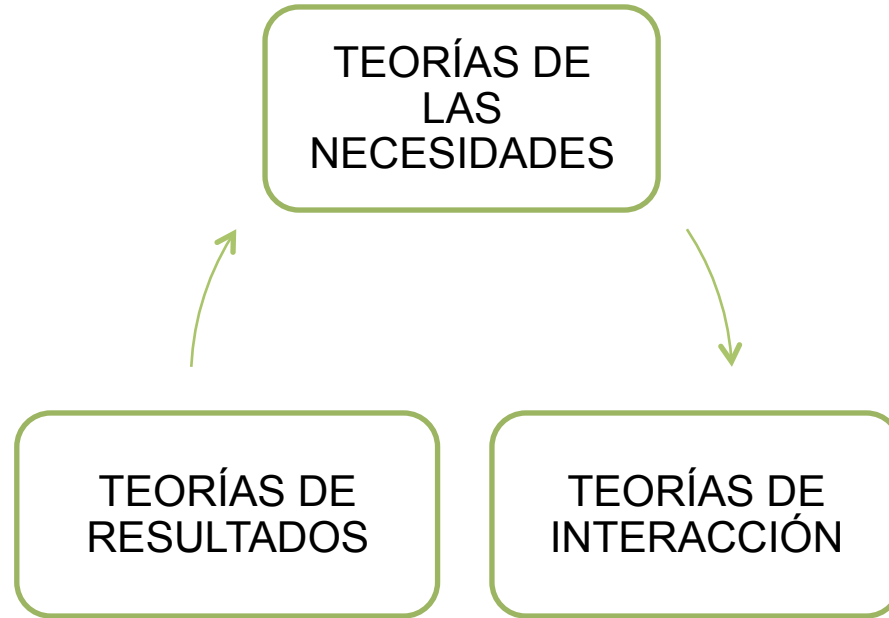 TEORÍAS DE
LAS
NECESIDADES
TEORÍAS DE
RESULTADOS
TEORÍAS DE
INTERACCIÓN